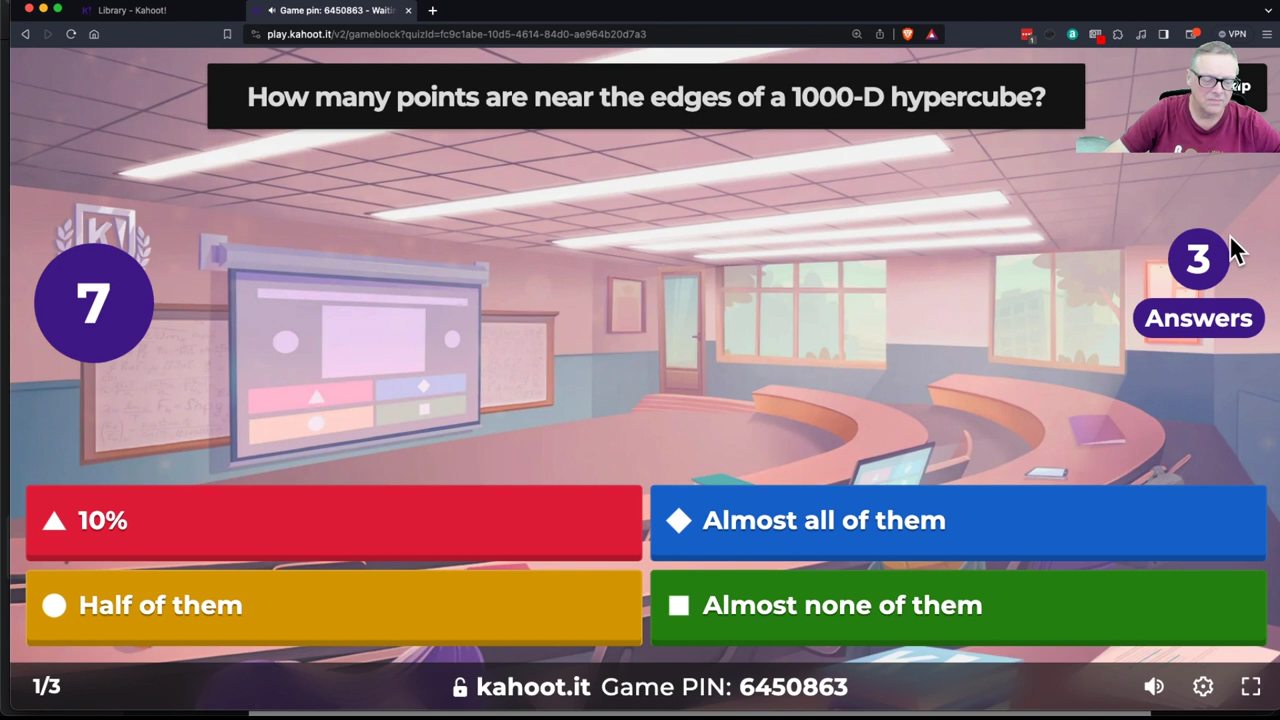 Library - Kahoot!
Game pin: 6450863 - Waitin
play.kahoot.it/v2/gameblock?quizId=fc9c1abe-10d5-4614-84d0-ae964b20d7a3
VPN
How many points are near the edges of a 1000-D hypercube?
7
3
Answers
10%
Almost all of them
Half of them
Almost none of them
1/3
kahoot.it Game PIN: 6450863